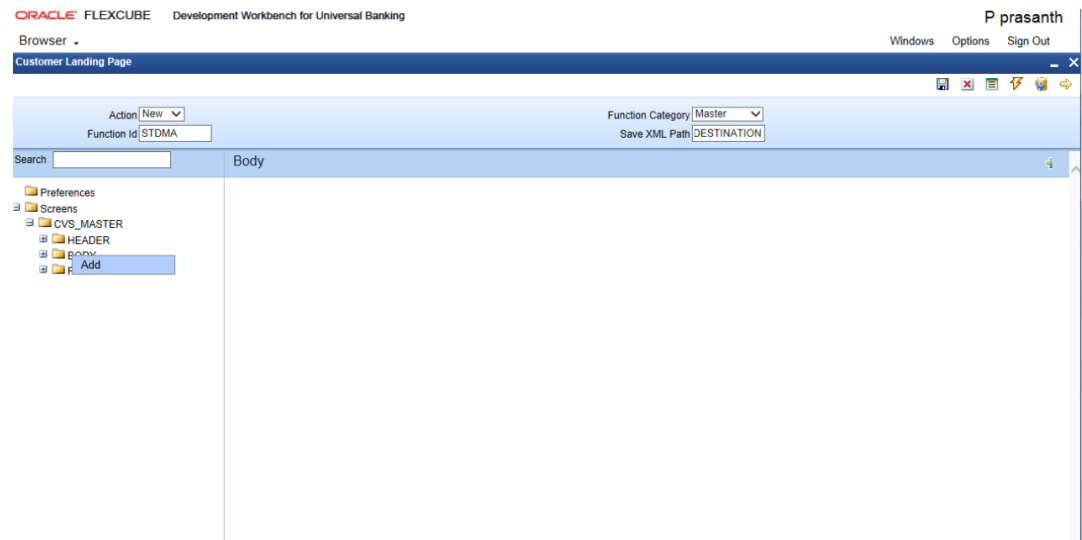 ORACLE FLEXCUBE Development Workbench for Universal Banking P prasanth
Browser Windows Options Sign Out
Customer Landing Page
Action New Function Category Master
Function Id STDMA Save XML Path DESTINATION
Search Body
Preferences
Screens
CVS_MASTER
HEADER
BODY
Add